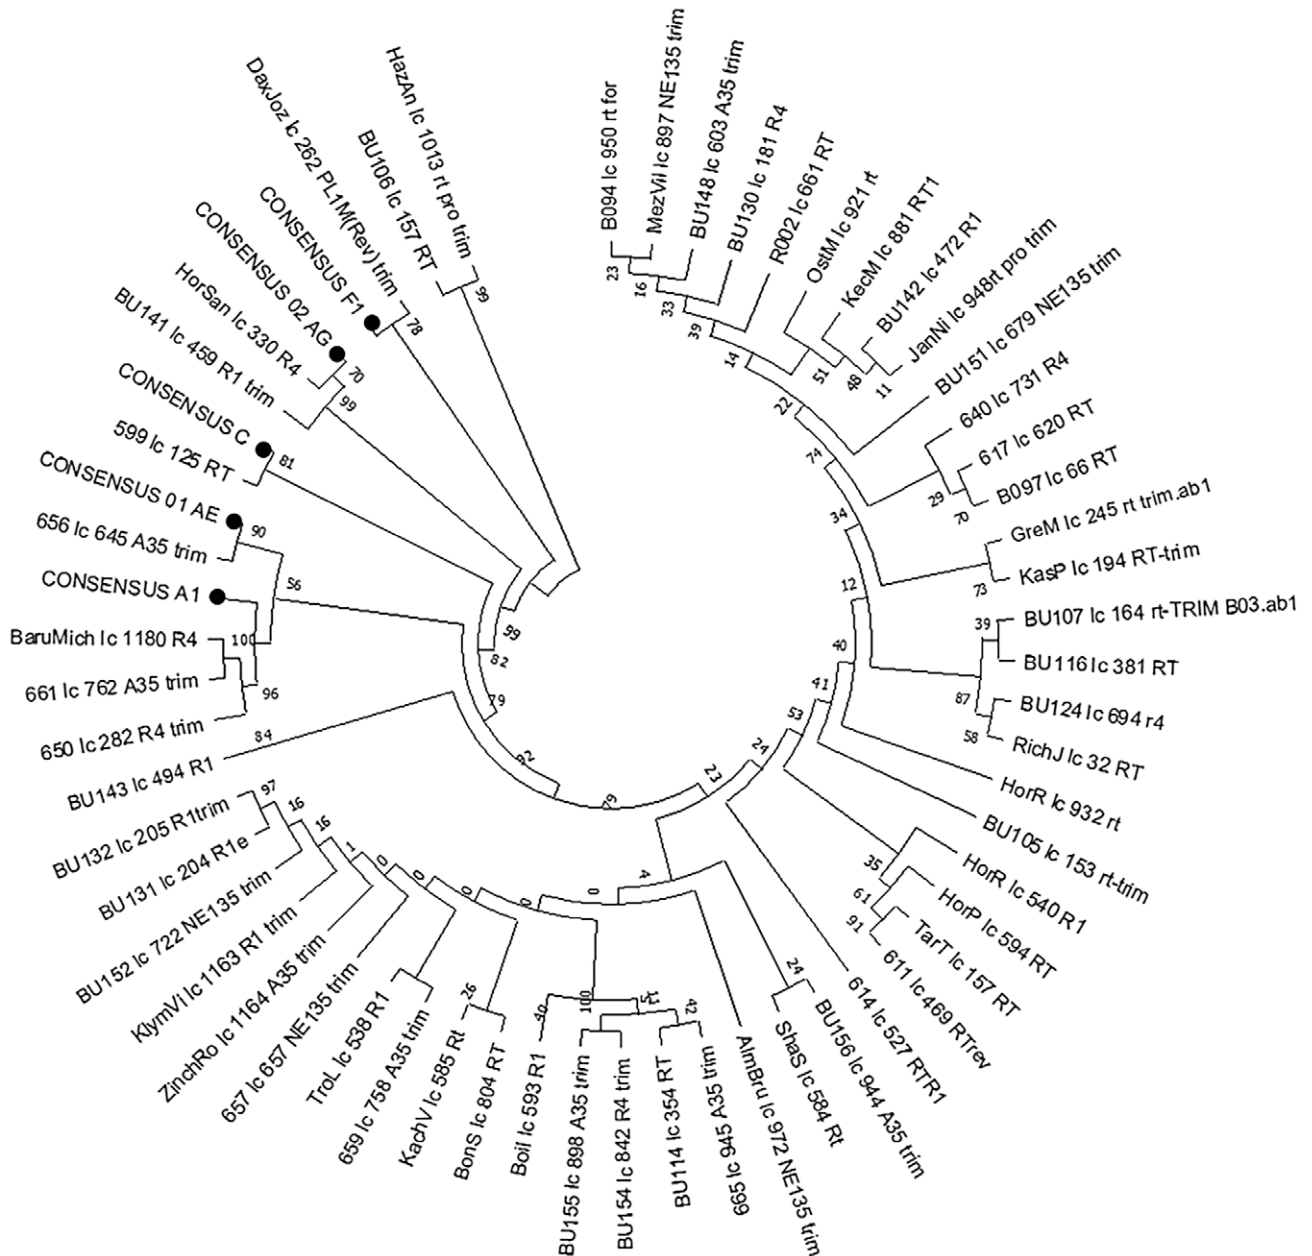 HazAn lc 1013 rt pro trim
BU106 lc 157 RT
DaxJoz lc 262 PL1M(Rev) trim
CONSENSUS F1
CONSENSUS 02 AG
HorSan lc 330 R4
BU141 lc 459 R1 trim
CONSENSUS C
599 lc 125 RT
CONSENSUS 01 AE
656 lc 645 A35 trim
CONSENSUS A1
BaruMich lc 1180 R4
661 lc 762 A35 trim
650 lc 282 R4 trim
BU143 lc 494 R1
BU132 lc 205 R1trim
BU131 lc 204 R1e
BU152 lc 722 NE135 trim
KlymVi lc 1163 R1 trim
ZinchRo lc 1164 A35 trim
657 lc 657 NE135 trim
TroL lc 538 R1
659 lc 758 A35 trim
KachV lc 585 Rt
BonS lc 804 RT
Boil lc 593 R1
BU155 lc 898 A35 trim
BU154 lc 842 R4 trim
BU114 lc 354 RT
665 lc 945 A35 trim
AlmBru lc 972 NE135 trim
ShaS lc 584 Rt
BU156 lc 944 A35 trim
614 lc 527 RTR1
611 lc 469 RTrev
TarT lc 157 RT
HorP lc 594 RT
HorR lc 540 R1
BU105 lc 153 rt-trim
HorR lc 932 rt
RichJ lc 32 RT
BU124 lc 694 r4
BU116 lc 381 RT
BU107 lc 164 rt-TRIM B03.ab1
KasP lc 194 RT-trim
GreM lc 245 rt trim.ab1
B097 lc 66 RT
617 lc 620 RT
640 lc 731 R4
BU151 lc 679 NE135 trim
JanNi lc 948rt pro trim
BU142 lc 472 R1
KecM lc 881 RT1
OstM lc 921 rt
R002 lc 661 RT
BU130 lc 181 R4
BU148 lc 603 A35 trim
MezVil lc 897 NE135 trim
B094 lc 950 rt for
99
78
70
99
81
90
56
100
96
84
97
16
16
1
0
0
0
0
0
4
26
49
100
42
24
35
61
91
58
87
39
73
70
29
11
48
51
23
16
33
39
14
22
74
34
12
40
41
53
24
23
79
92
79
82
99